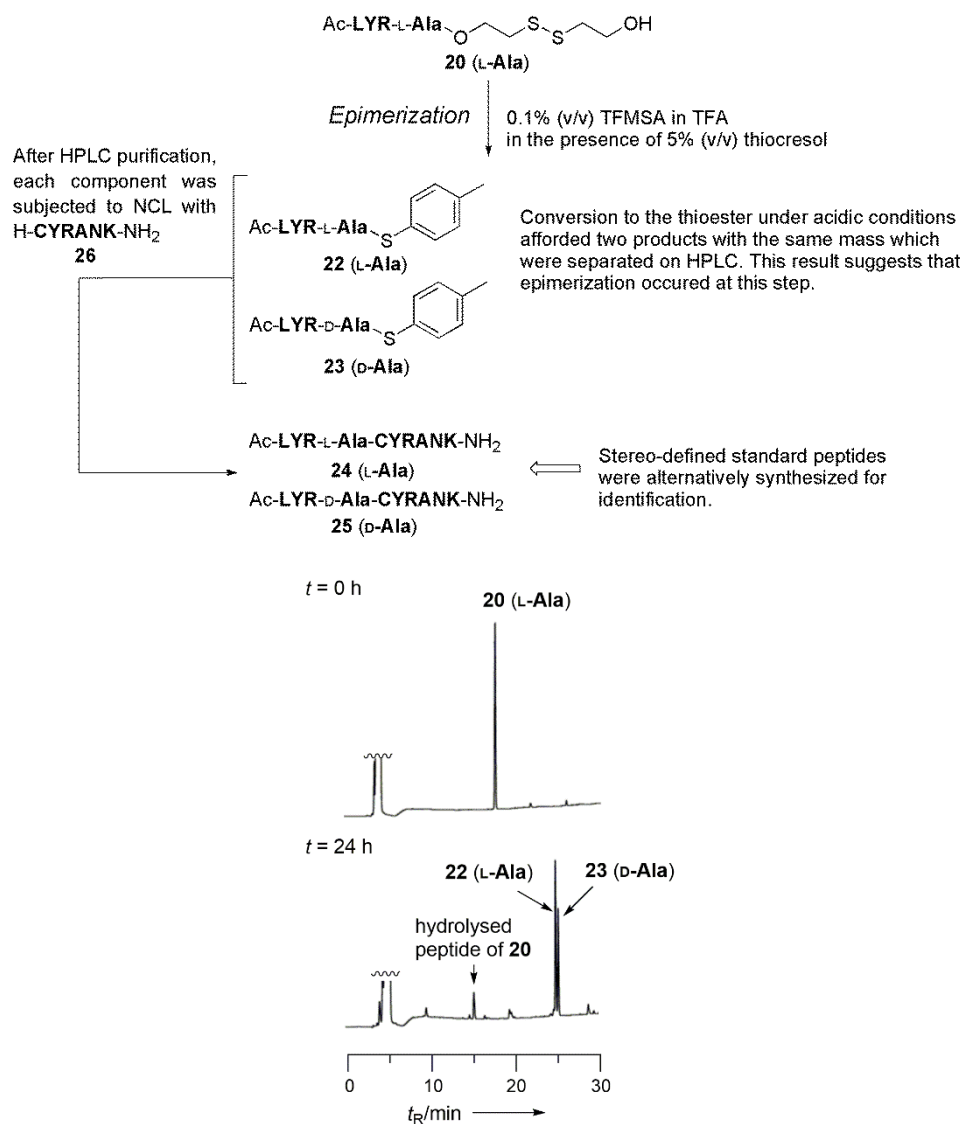 Ac-LYR-L-Ala
O
S
S
OH
20 (L-Ala)
Epimerization
0.1% (v/v) TFMSA in TFA
in the presence of 5% (v/v) thiocresol
After HPLC purification,
each component was
subjected to NCL with
H-CYRANK-NH2
26
Ac-LYR-L-Ala
S
22 (L-Ala)
Ac-LYR-D-Ala
S
23 (D-Ala)
Conversion to the thioester under acidic conditions
afforded two products with the same mass which
were separated on HPLC. This result suggests that
epimerization occured at this step.
Ac-LYR-L-Ala-CYRANK-NH2
24 (L-Ala)
Ac-LYR-D-Ala-CYRANK-NH2
25 (D-Ala)
Stereo-defined standard peptides
were alternatively synthesized for
identification.
t = 0 h
20 (L-Ala)
t = 24 h
22 (L-Ala)
23 (D-Ala)
hydrolysed
peptide of 20
0 10 20 30
tR/min